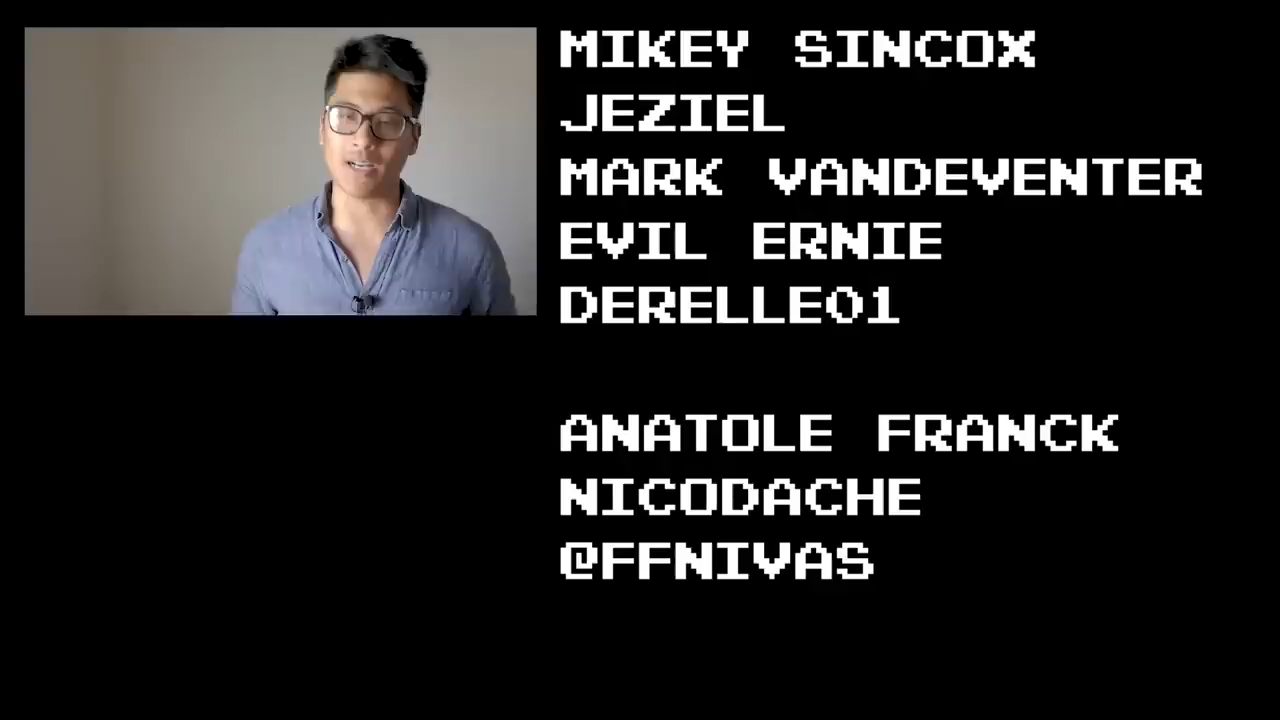 MIKEY SINCOX
JEZIEL
MARK VANDEVENTER
EVIL ERNIE
DERELLE01
ANATOLE FRANCK
NICODACHE
@FFNIVAS